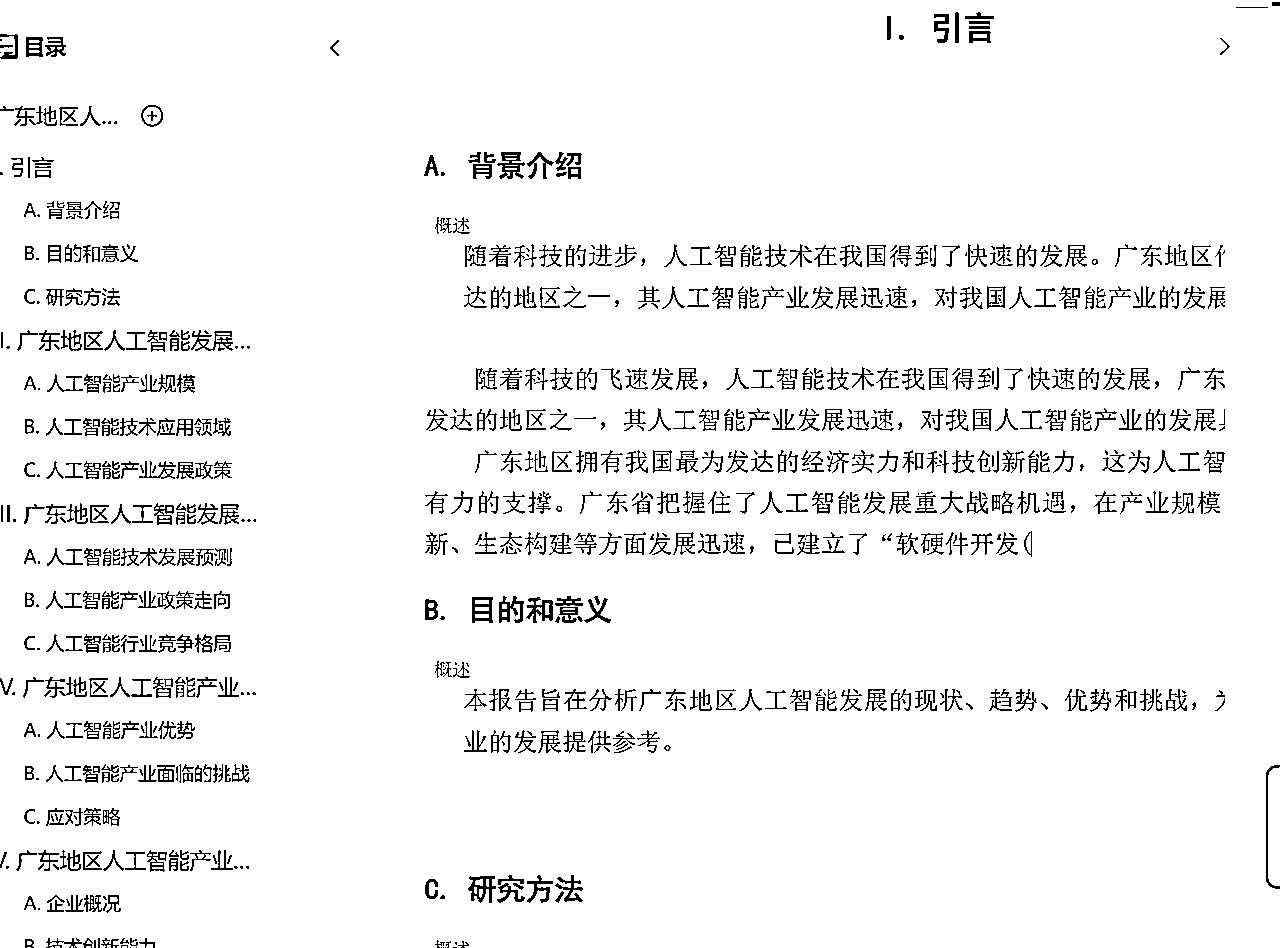 目录
广东地区人...
. 引言
A. 背景介绍
B. 目的和意义
C. 研究方法
I. 广东地区人工智能发展...
A. 人工智能产业规模
B. 人工智能技术应用领域
C. 人工智能产业发展政策
II. 广东地区人工智能发展...
A. 人工智能技术发展预测
B. 人工智能产业政策走向
C. 人工智能行业竞争格局
V. 广东地区人工智能产业...
A. 人工智能产业优势
B. 人工智能产业面临的挑战
C. 应对策略
V. 广东地区人工智能产业...
A. 企业概况
B. 技术创新能力
I. 引言
A. 背景介绍
概述
随着科技的进步，人工智能技术在我国得到了快速的发展。广东地区
达的地区之一，其人工智能产业发展迅速，对我国人工智能产业的发展
随着科技的飞速发展，人工智能技术在我国得到了快速的发展，广东
发达的地区之一，其人工智能产业发展迅速，对我国人工智能产业的发展
广东地区拥有我国最为发达的经济实力和科技创新能力，这为人工智
有力的支撑。广东省把握住了人工智能发展重大战略机遇，在产业规模
新、生态构建等方面发展迅速，已建立了“软硬件开发(
B. 目的和意义
概述
本报告旨在分析广东地区人工智能发展的现状、趋势、优势和挑战，
业的发展提供参考。
C. 研究方法
概述